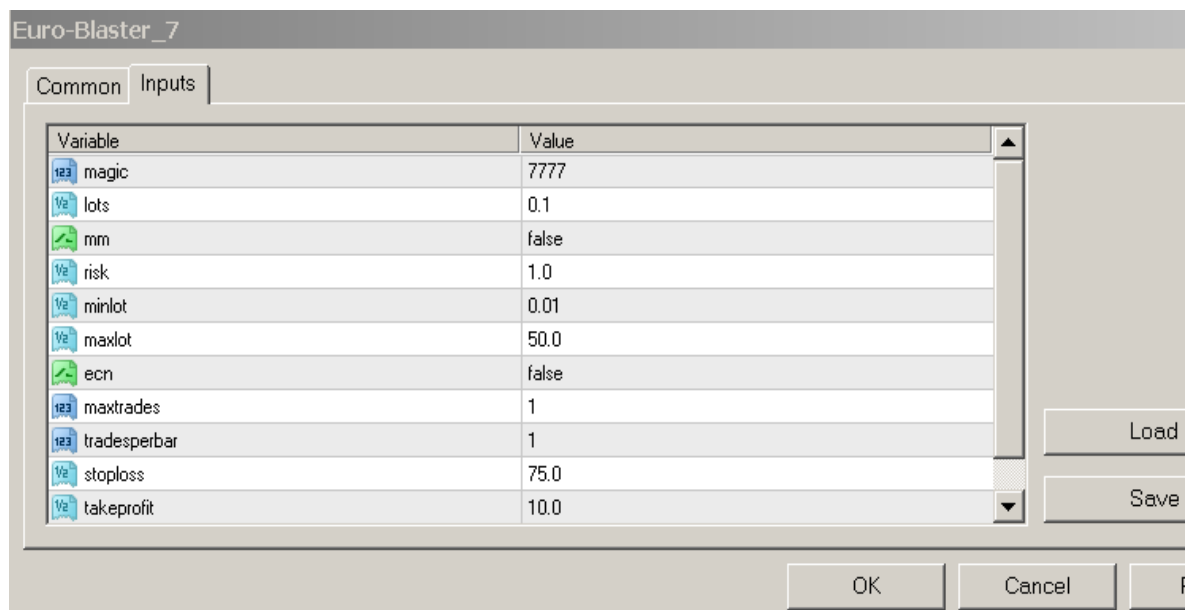 Euro-Blaster_7
Common Inputs
Variable Value
magic 7777
lots 0.1
mm false
risk 1.0
minlot 0.01
maxlot 50.0
ecn false
maxtrades 1
tradesperbar 1
stoploss 75.0
takeprofit 10.0
Load
Save
OK Cancel